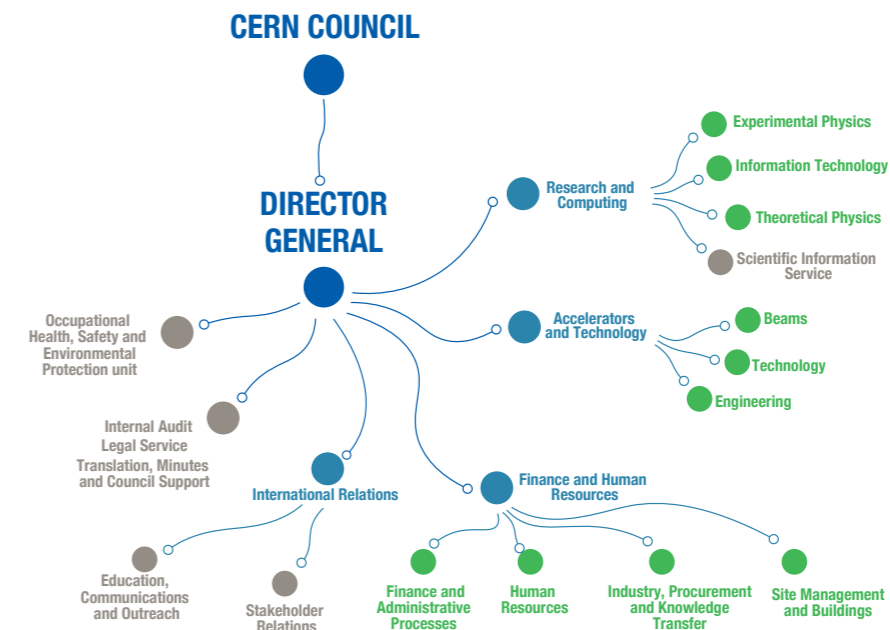 CERN COUNCIL
DIRECTOR
GENERAL
Research and
Computing
Experimental Physics
Information Technology
Theoretical Physics
Scientific Information
Service
Accelerators
and Technology
Beams
Technology
Engineering
Occupational
Health, Safety and
Environmental
Protection unit
Internal Audit
Legal Service
Translation, Minutes
and Council Support
International Relations
Finance and Human
Resources
Education,
Communications
and Outreach
Stakeholder
Relations
Finance and
Administrative
Processes
Human
Resources
Industry, Procurement
and Knowledge
Transfer
Site Management
and Buildings